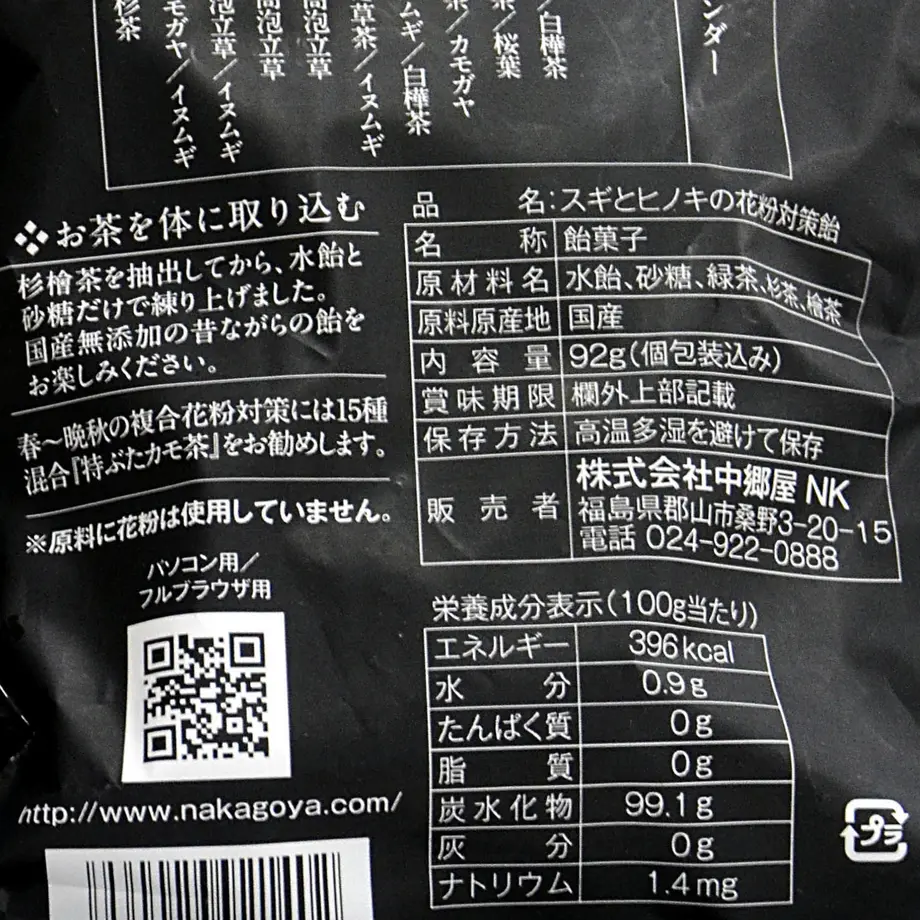 ンダー
／白樺茶
／桜葉
茶／カモガヤ
ムギ／白樺茶
草茶／イヌムギ
筒泡立草
筒泡立草
泡立草／イヌムギ
モガヤ／イヌムギ
杉茶
お茶を体に取り込む
杉檜茶を抽出してから、水飴と
砂糖だけで練り上げました。
国産無添加の昔ながらの飴を
お楽しみください。
春～晩秋の複合花粉対策には15種
混合『特ぶたカモ茶』をお勧めします。
※原料に花粉は使用していません。
パソコン用／
フルブラウザ用
http://www.nakagoya.com/
品名：スギとヒノキの花粉対策飴
名称 飴菓子
原材料名 水飴、砂糖、緑茶、杉茶、檜茶
原料原産地 国産
内容量 92g（個包装込み）
賞味期限 欄外上部記載
保存方法 高温多湿を避けて保存
販売者 株式会社中郷屋 NK
福島県郡山市桑野3-20-15
電話 024-922-0888
栄養成分表示（100g当たり）
エネルギー 396kcal
水分 0.9g
たんぱく質 0g
脂質 0g
炭水化物 99.1g
灰分 0g
ナトリウム 1.4mg
プラ